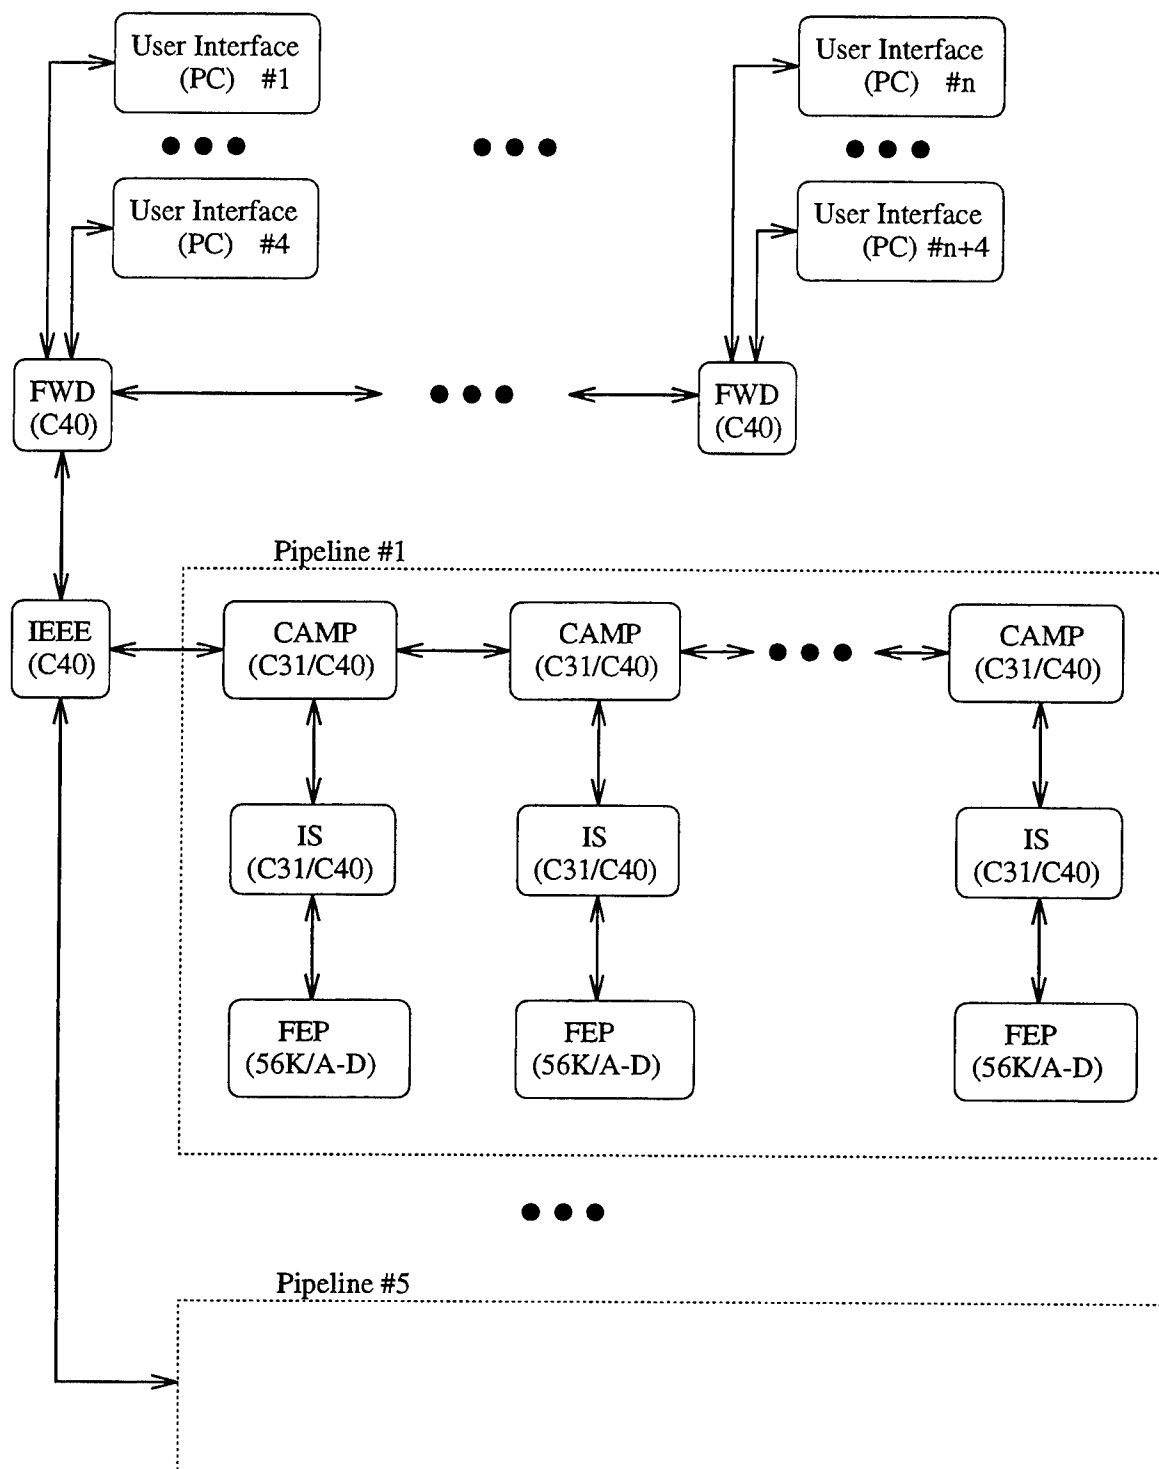 User Interface
(PC) #1
User Interface
(PC) #n
User Interface
(PC) #4
User Interface
(PC) #n+4
FWD
(C40)
FWD
(C40)
Pipeline #1
IEEE
(C40)
CAMP
(C31/C40)
CAMP
(C31/C40)
CAMP
(C31/C40)
IS
(C31/C40)
IS
(C31/C40)
IS
(C31/C40)
FEP
(56K/A-D)
FEP
(56K/A-D)
FEP
(56K/A-D)
Pipeline #5